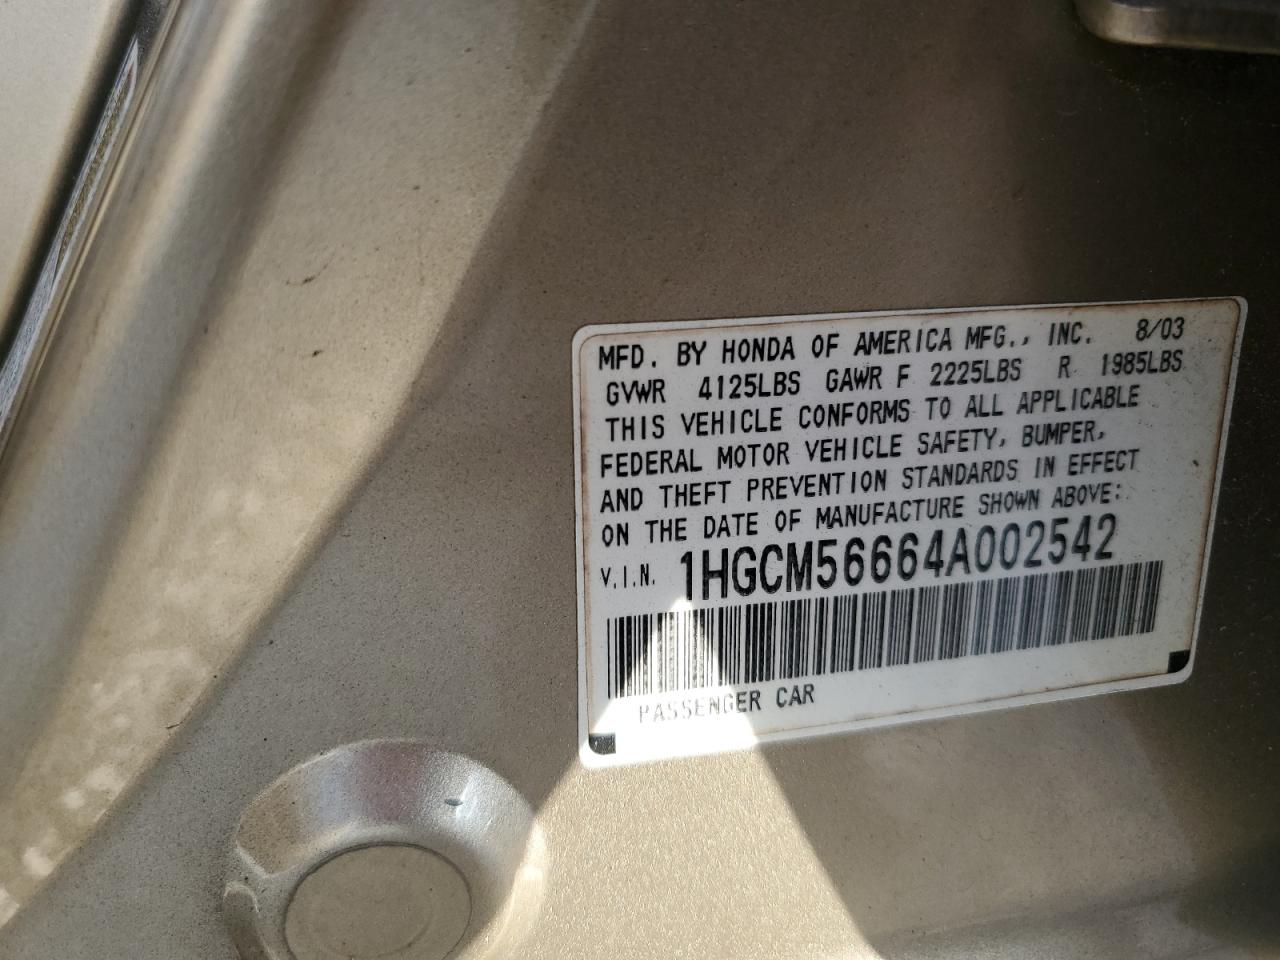 MFD. BY HONDA OF AMERICA MFG., INC. 8/03
GVWR 4125LBS GAWR F 2225LBS R 1985LBS
THIS VEHICLE CONFORMS TO ALL APPLICABLE
FEDERAL MOTOR VEHICLE SAFETY, BUMPER,
AND THEFT PREVENTION STANDARDS IN EFFECT
ON THE DATE OF MANUFACTURE SHOWN ABOVE:
V.I.N. 1HGCM56664A002542
PASSENGER CAR